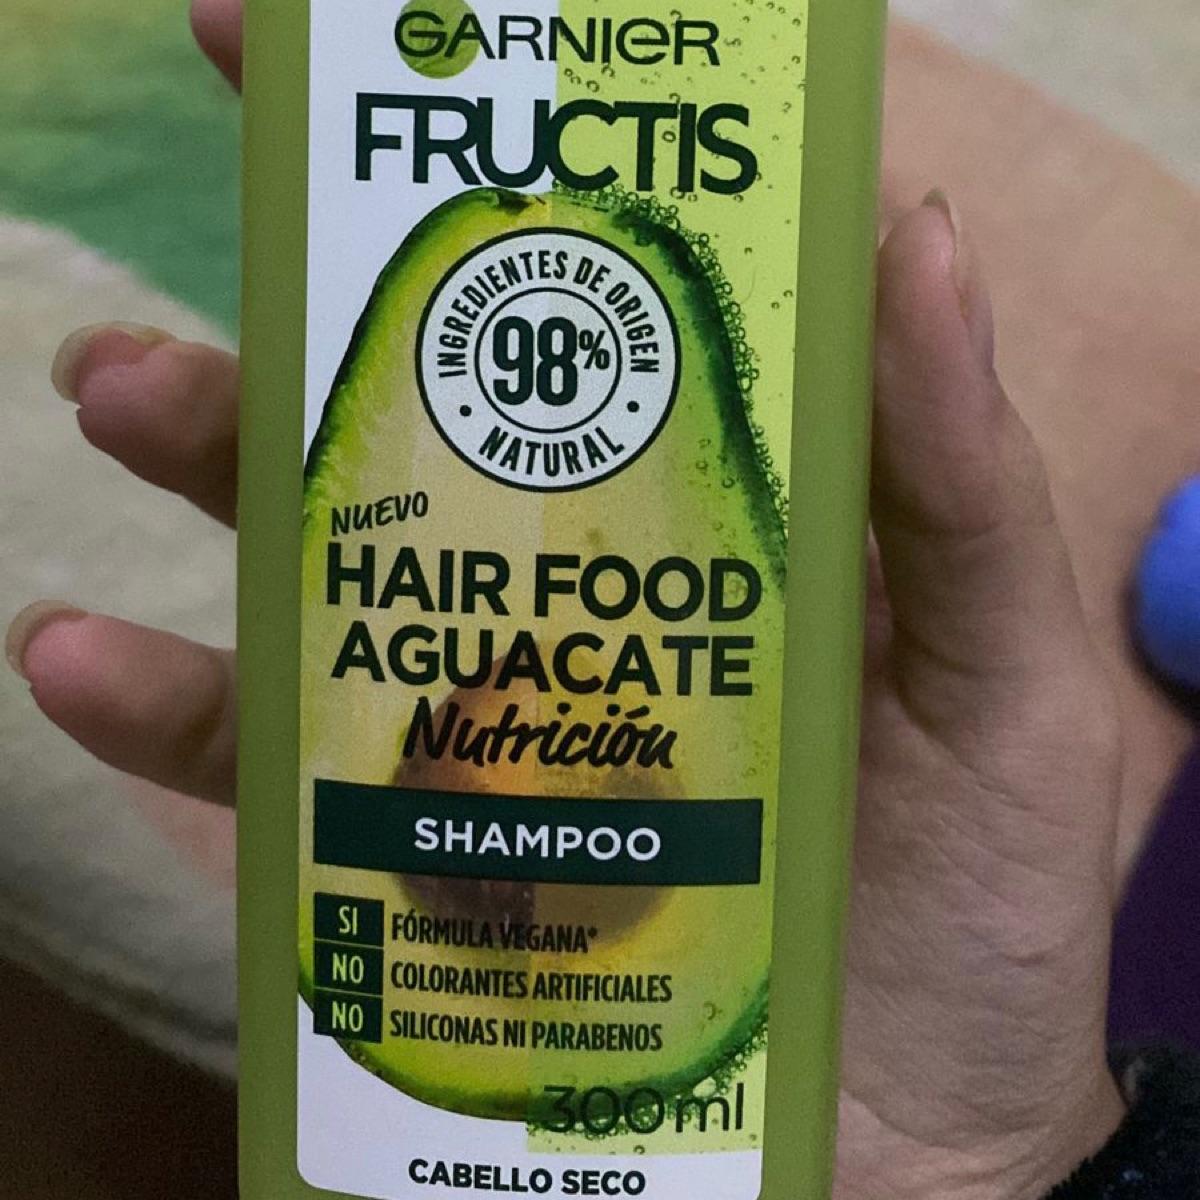 GARNIER
FRUCTIS
INGREDIENTES DE ORIGEN
98%
NATURAL
NUEVO
HAIR FOOD
AGUACATE
Nutrición
SHAMPOO
SI FÓRMULA VEGANA*
NO COLORANTES ARTIFICIALES
NO SILICONAS NI PARABENOS
300ml
CABELLO SECO